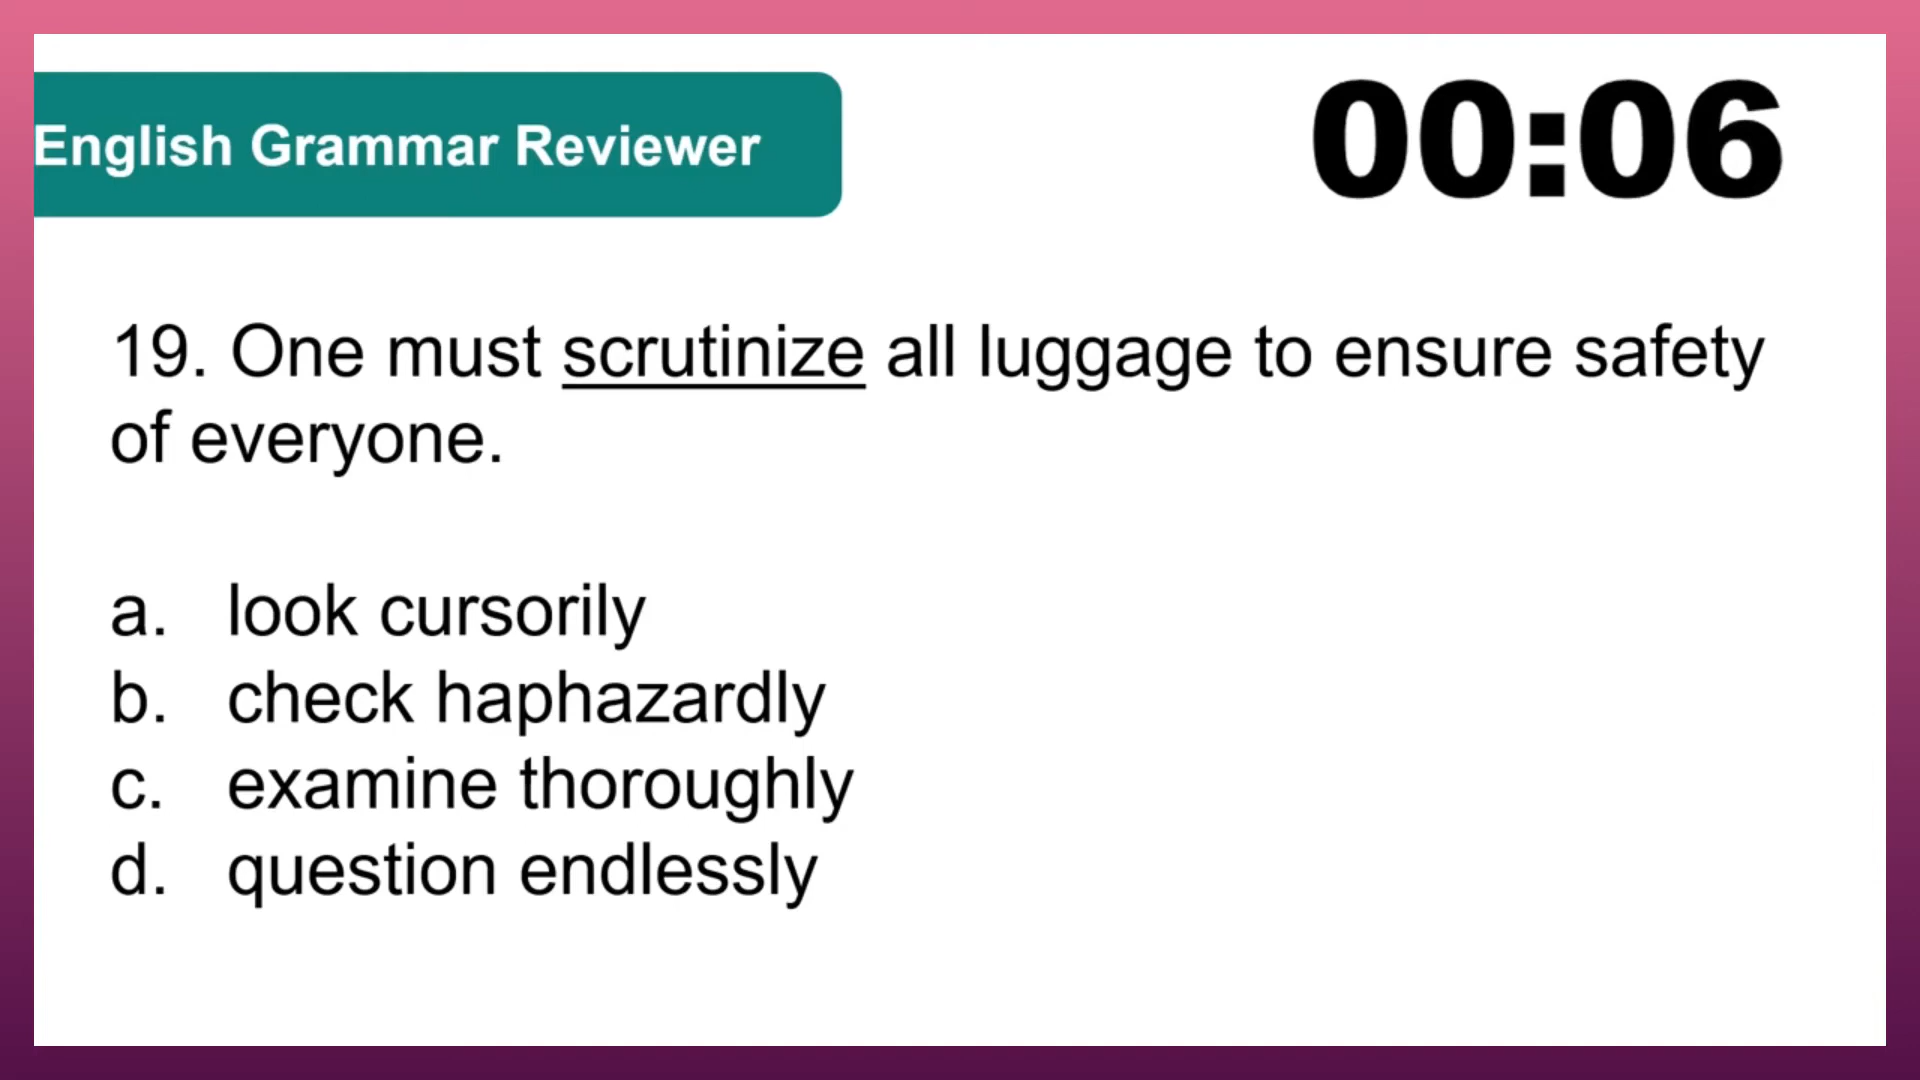 English Grammar Reviewer
00:06
19. One must scrutinize all luggage to ensure safety
of everyone.
a. look cursorily
b. check haphazardly
c. examine thoroughly
d. question endlessly